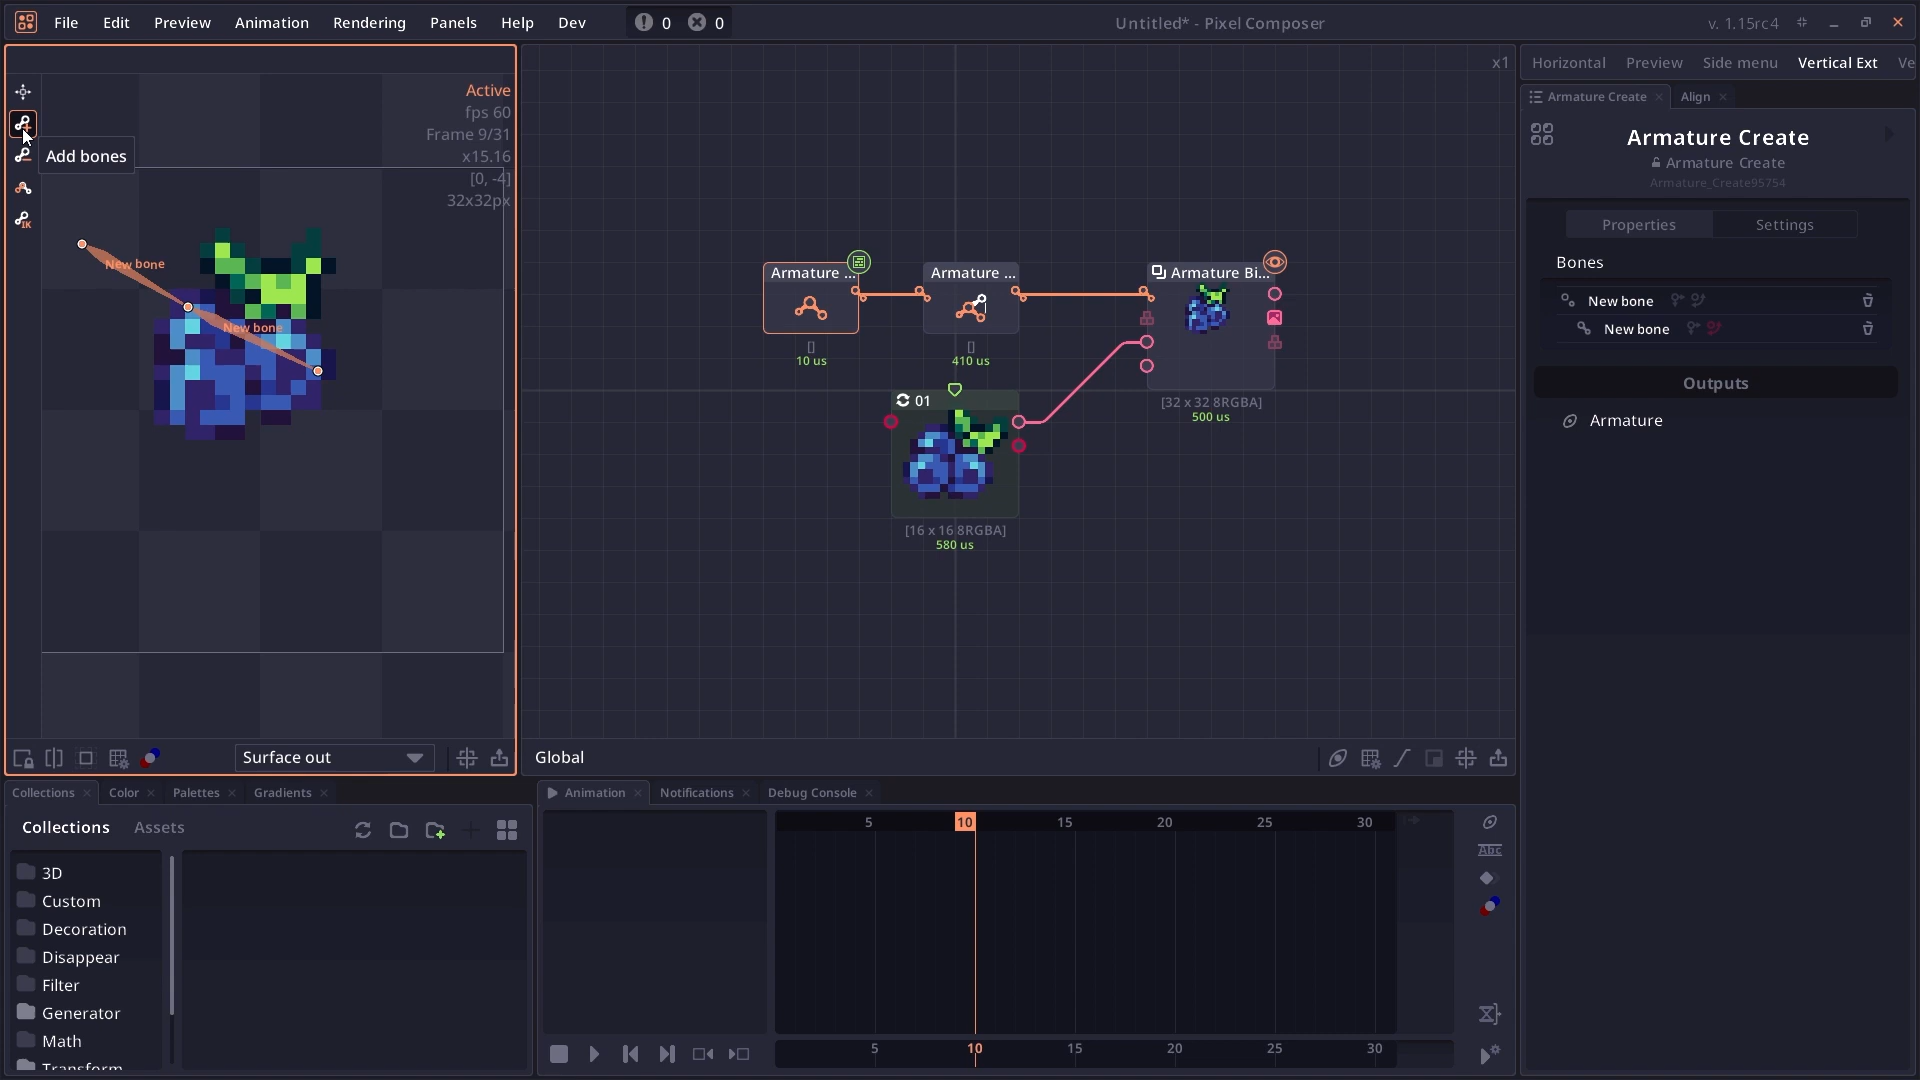 File Edit Preview Animation Rendering Panels Help Dev 0 0 Untitled* - Pixel Composer v. 1.15rc4
Active
fps 60
Frame 9/31
x15.16
[0, -4]
32x32px
Add bones
IK
New bone
New bone
Surface out
x1
Armature ...
10 us
Armature ...
410 us
Armature Bi...
[32 x 32 8RGBA]
500 us
01
[16 x 16 8RGBA]
580 us
Global
Horizontal Preview Side menu Vertical Ext Ve
Armature Create Align
Armature Create
Armature Create
Armature_Create95754
Properties Settings
Bones
New bone
New bone
Outputs
Armature
Collections Color Palettes Gradients
Collections Assets
3D
Custom
Decoration
Disappear
Filter
Generator
Math
Transform
Animation Notifications Debug Console
5 10 15 20 25 30
Abc
5 10 15 20 25 30